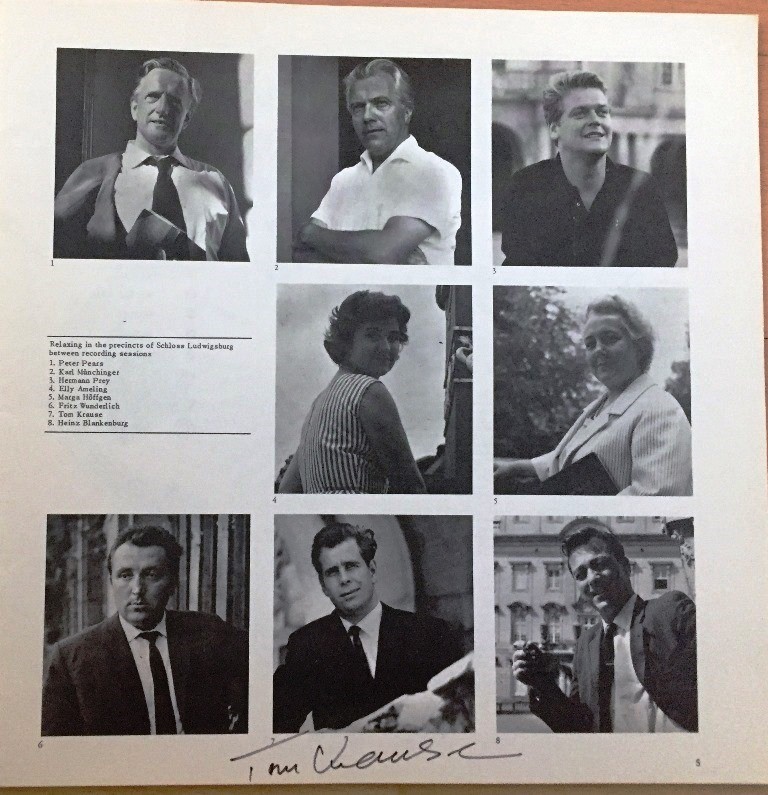 1
2
3
Relaxing in the precincts of Schloss Ludwigsburg
between recording sessions
1. Peter Pears
2. Karl Münchinger
3. Hermann Prey
4. Elly Ameling
5. Marga Höffgen
6. Fritz Wunderlich
7. Tom Krause
8. Heinz Blankenburg
4
5
6
7
8
Tom Krause